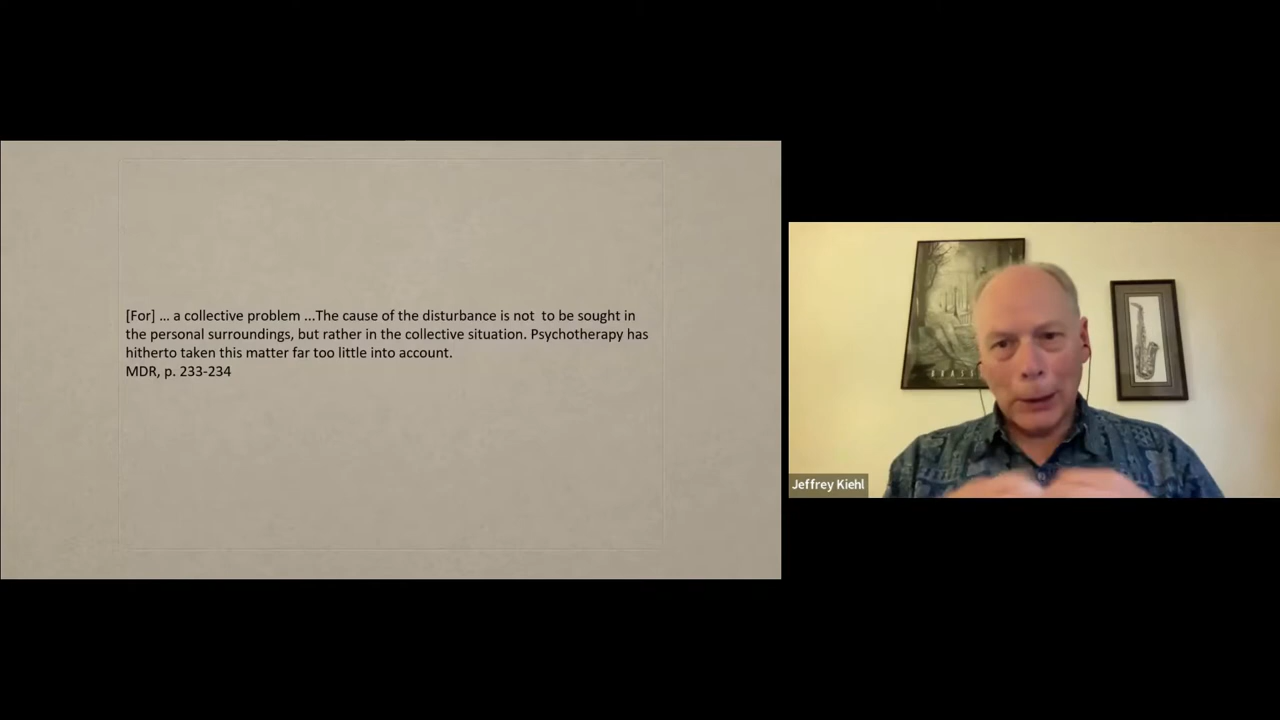 [For] ... a collective problem ...The cause of the disturbance is not  to be sought in
the personal surroundings, but rather in the collective situation. Psychotherapy has
hitherto taken this matter far too little into account.
MDR, p. 233-234
Jeffrey Kiehl